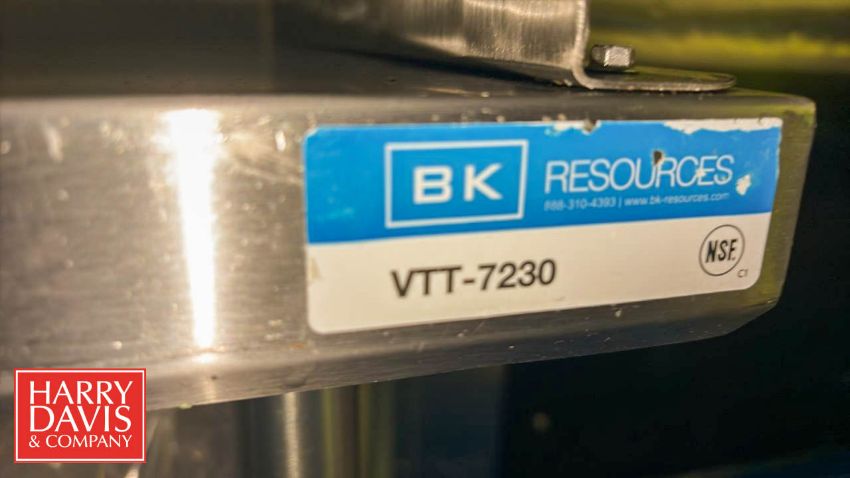 BK
RESOURCES
888-310-4393 | www.bk-resources.com
VTT-7230
NSF.
C1
HARRY
DAVIS
& COMPANY